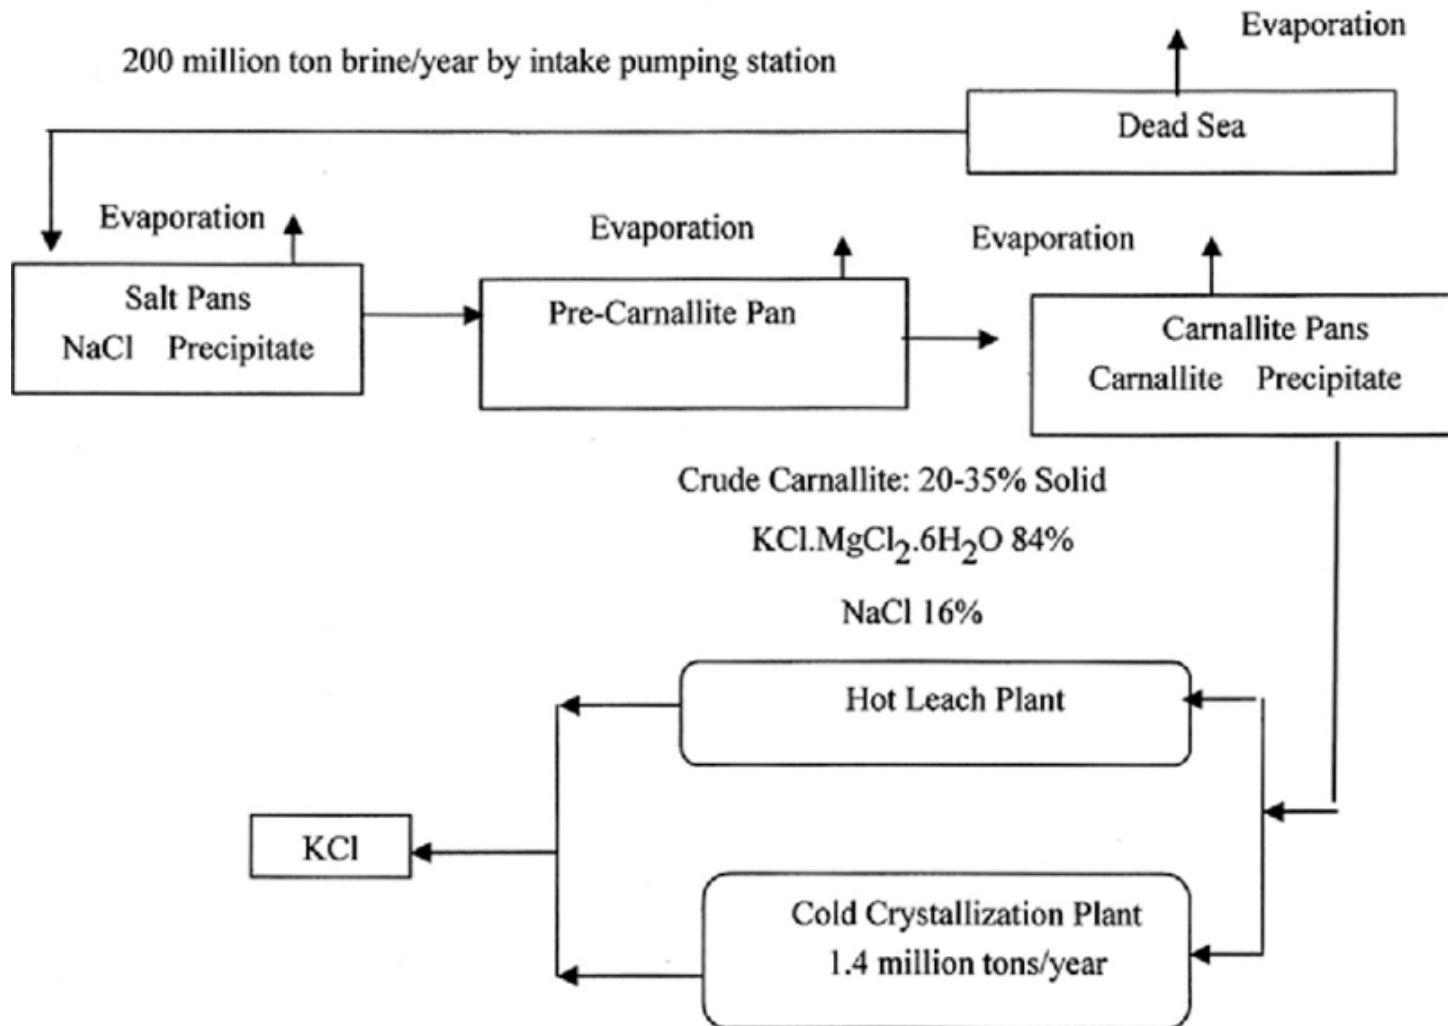 Evaporation
200 million ton brine/year by intake pumping station
Dead Sea
Evaporation
Evaporation
Evaporation
Salt Pans
NaCl Precipitate
Pre-Carnallite Pan
Carnallite Pans
Carnallite Precipitate
Crude Carnallite: 20-35% Solid
KCl.MgCl₂.6H₂O 84%
NaCl 16%
Hot Leach Plant
KCl
Cold Crystallization Plant
1.4 million tons/year